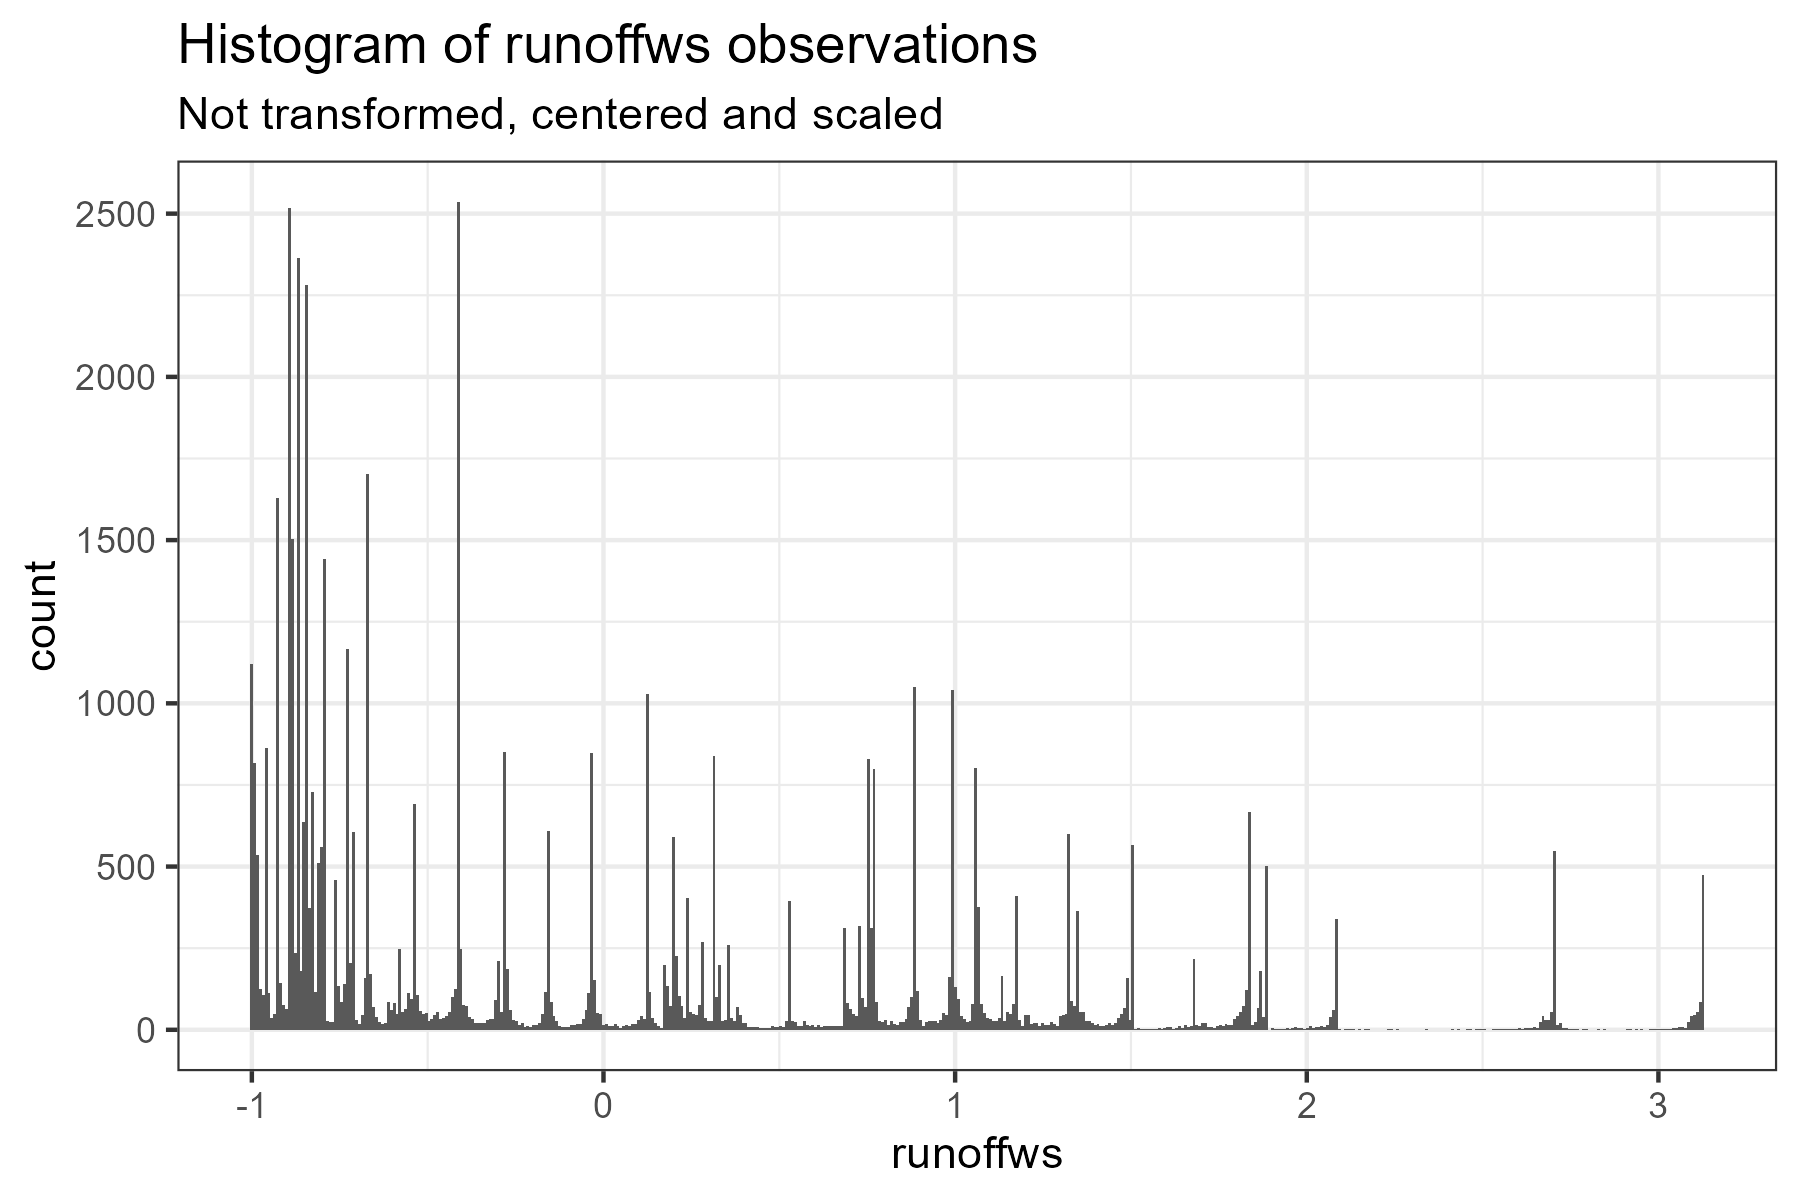 Histogram of runoffws observations
Not transformed, centered and scaled
2500
2000
1500
1000
500
0
count
-1 0 1 2 3
runoffws